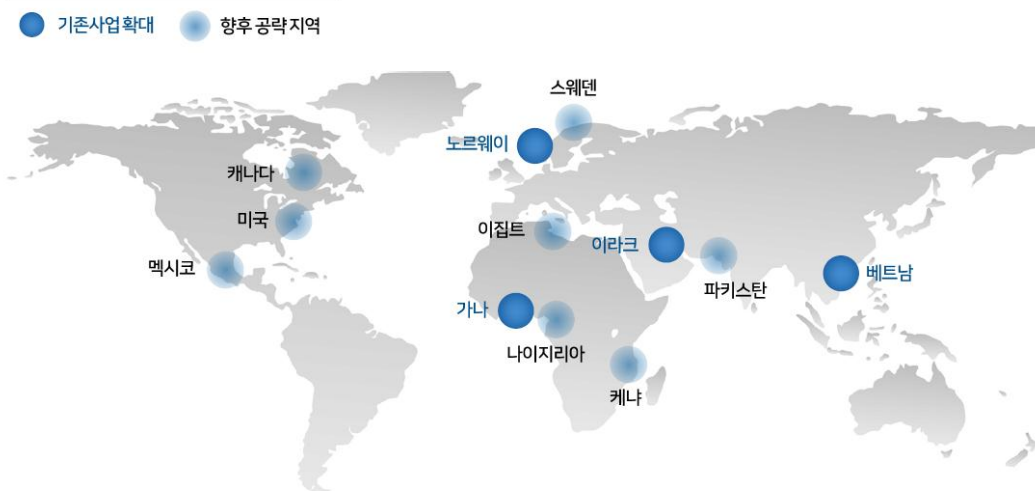 기존사업 확대
향후 공략 지역
스웨덴
노르웨이
캐나다
미국
이집트
이라크
멕시코
파키스탄
베트남
가나
나이지리아
케냐